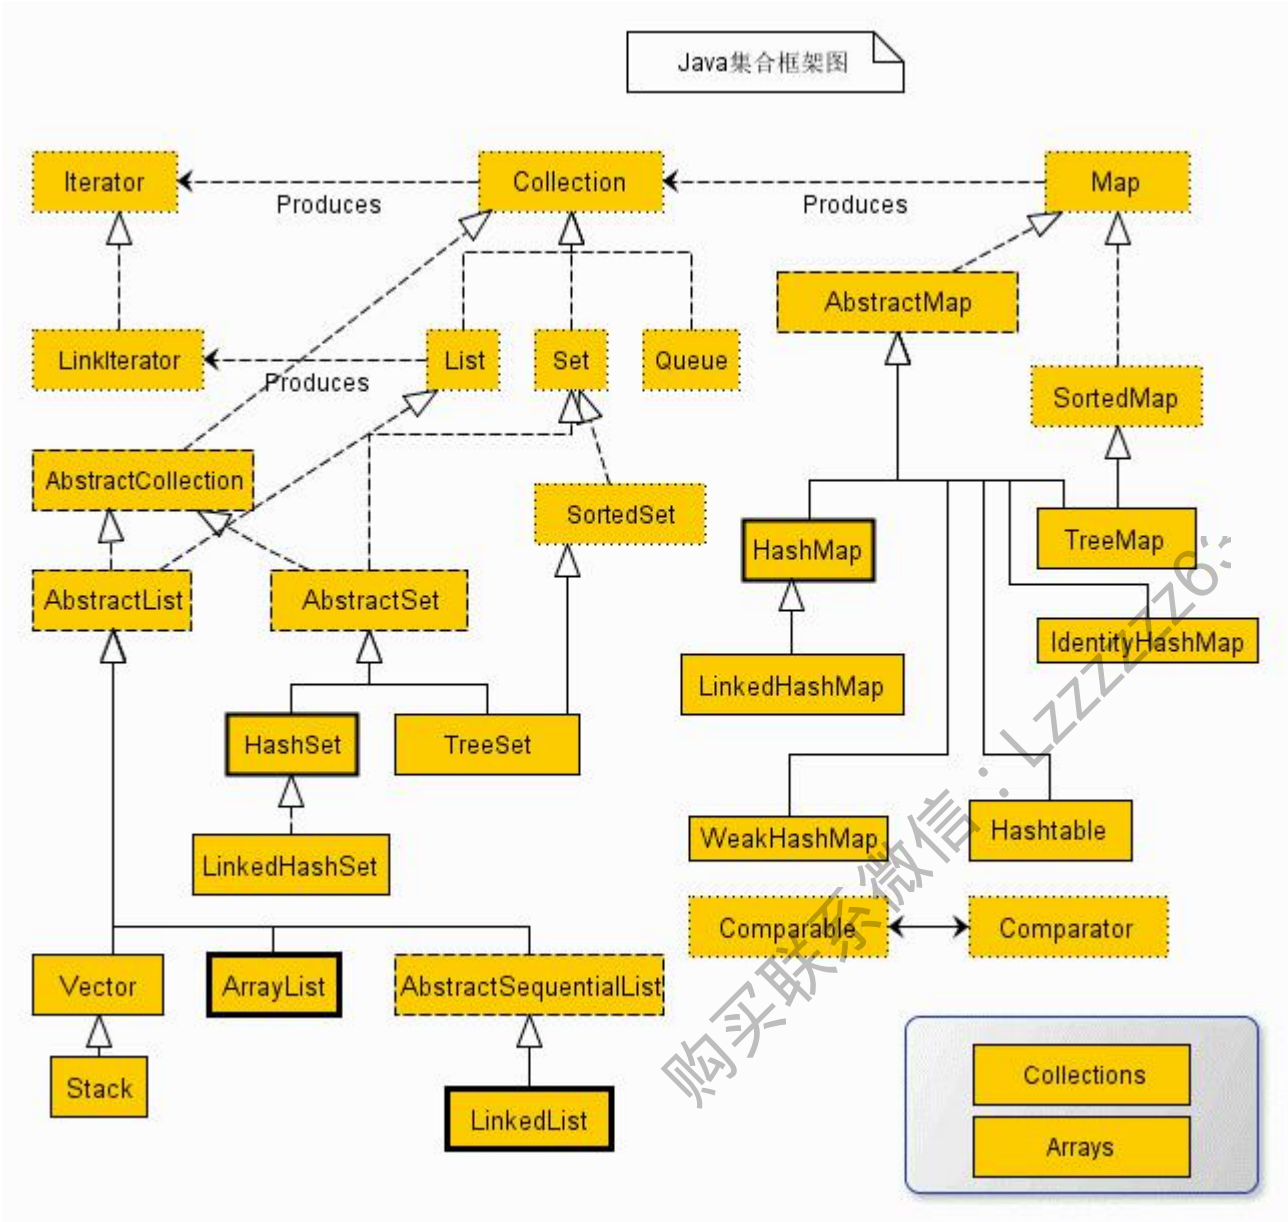 Java集合框架图
Iterator
Produces
Collection
Produces
Map
AbstractMap
LinkIterator
Produces
List
Set
Queue
SortedMap
AbstractCollection
SortedSet
HashMap
TreeMap
AbstractList
AbstractSet
IdentityHashMap
LinkedHashMap
HashSet
TreeSet
WeakHashMap
Hashtable
LinkedHashSet
Comparable
Comparator
Vector
ArrayList
AbstractSequentialList
Stack
LinkedList
Collections
Arrays
购买联系微信：Lzzzzzz6